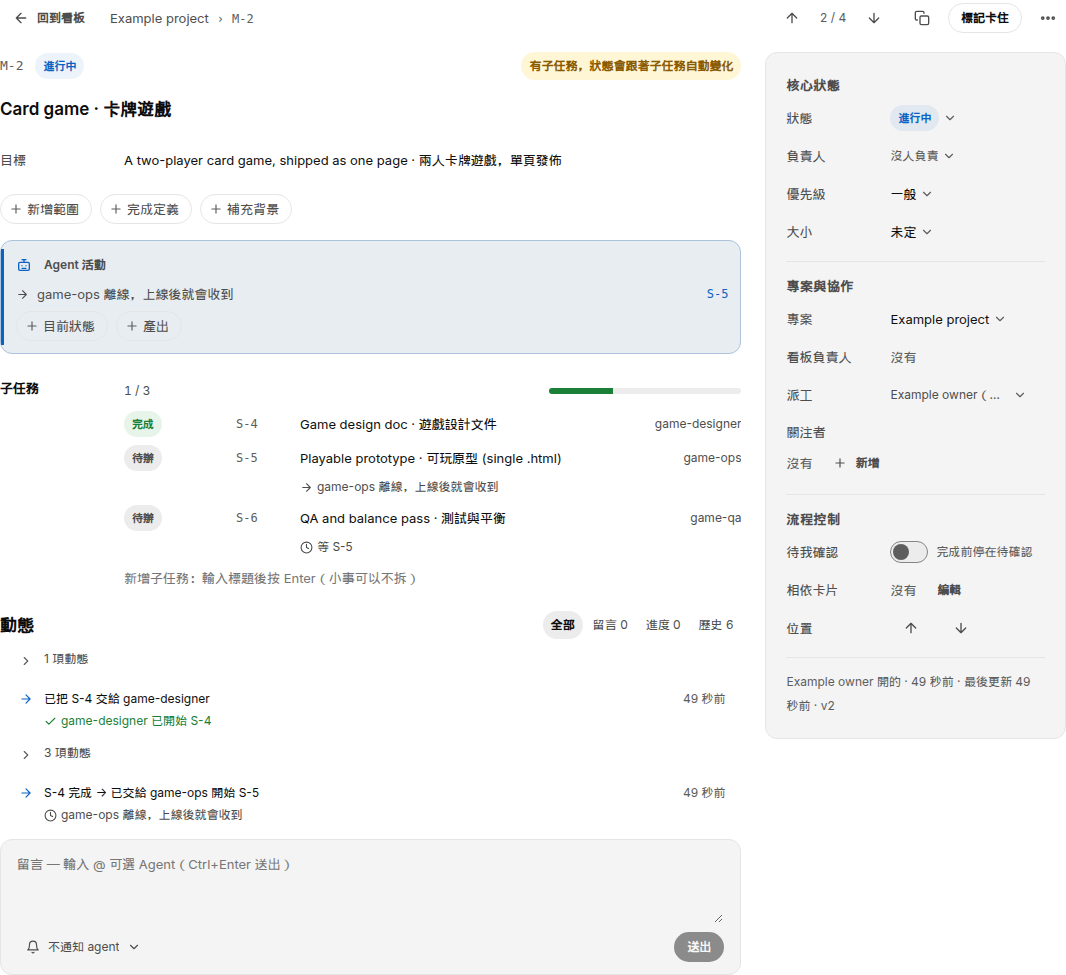 回到看板 Example project › M-2 2 / 4 標記卡住
M-2 進行中 有子任務，狀態會跟著子任務自動變化
Card game · 卡牌遊戲
目標 A two-player card game, shipped as one page · 兩人卡牌遊戲，單頁發佈
新增範圍 完成定義 補充背景
Agent 活動
→ game-ops 離線，上線後就會收到 S-5
目前狀態 產出
子任務 1 / 3
完成 S-4 Game design doc · 遊戲設計文件 game-designer
待辦 S-5 Playable prototype · 可玩原型 (single .html) game-ops
→ game-ops 離線，上線後就會收到
待辦 S-6 QA and balance pass · 測試與平衡 game-qa
等 S-5
新增子任務：輸入標題後按 Enter（小事可以不拆）
動態 全部 留言 0 進度 0 歷史 6
1 項動態
已把 S-4 交給 game-designer 49 秒前
game-designer 已開始 S-4
3 項動態
S-4 完成 → 已交給 game-ops 開始 S-5 49 秒前
game-ops 離線，上線後就會收到
留言 — 輸入 @ 可選 Agent（Ctrl+Enter 送出）
不通知 agent 送出
核心狀態
狀態 進行中
負責人 沒人負責
優先級 一般
大小 未定
專案與協作
專案 Example project
看板負責人 沒有
派工 Example owner ( ...
關注者
沒有 新增
流程控制
待我確認 完成前停在待確認
相依卡片 沒有 編輯
位置
Example owner 開的 · 49 秒前 · 最後更新 49
秒前 · v2